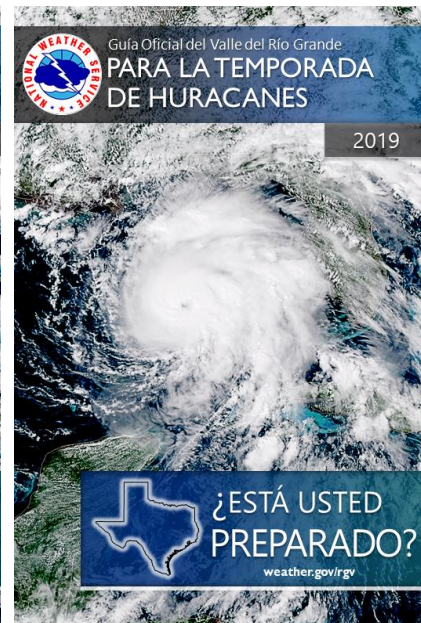 NATIONAL WEATHER SERVICE
Guía Oficial del Valle del Río Grande
PARA LA TEMPORADA
DE HURACANES
2019
¿ESTÁ USTED
PREPARADO?
weather.gov/rgv